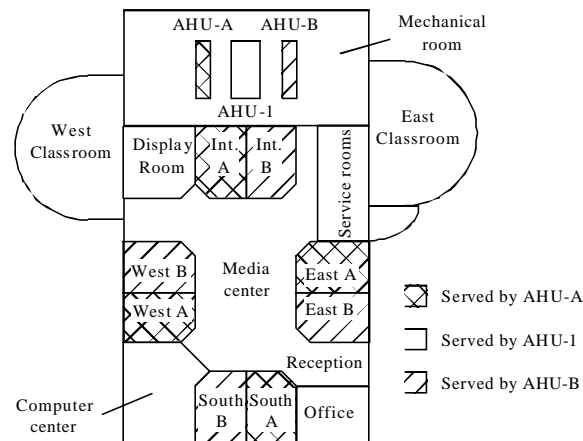 AHU-A
AHU-B
Mechanical
room
AHU-1
West
Classroom
East
Classroom
Display
Room
Int.
A
Int.
B
Service rooms
West B
West A
Media
center
East A
East B
Served by AHU-A
Served by AHU-1
Served by AHU-B
Reception
Computer
center
South
B
South
A
Office